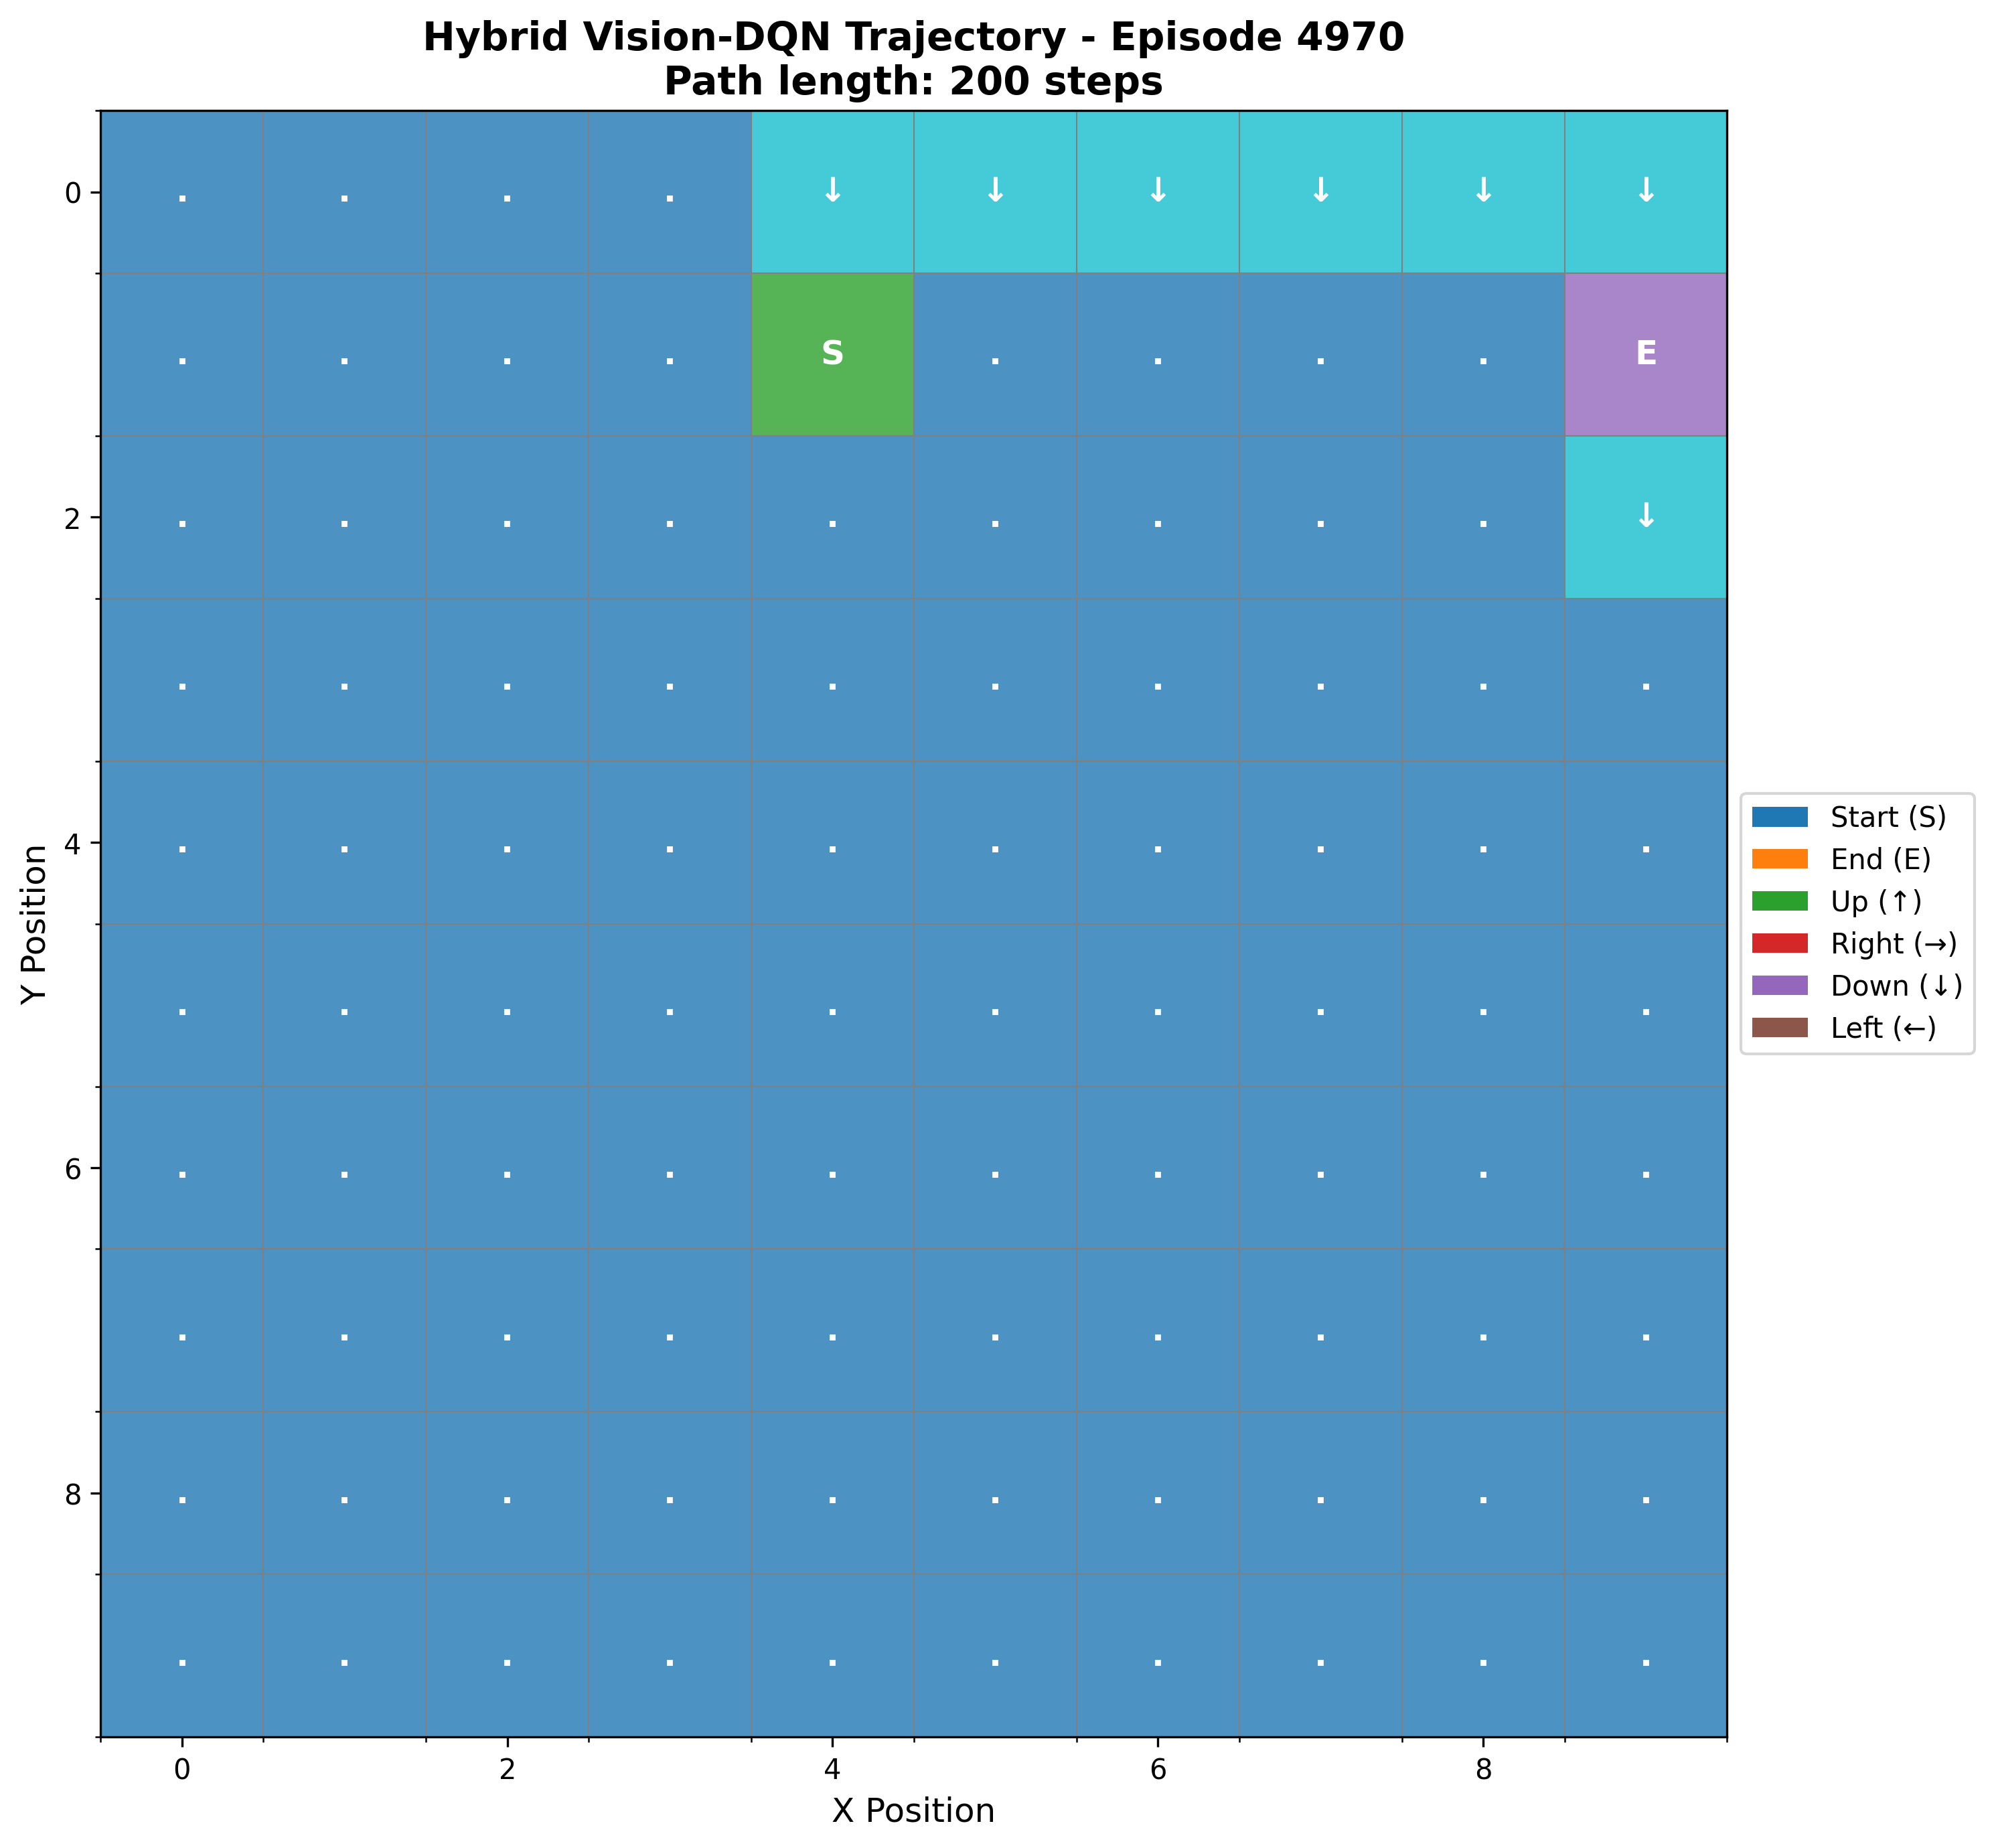 Hybrid Vision-DQN Trajectory - Episode 4970
Path length: 200 steps
0
. . . . ↓ ↓ ↓ ↓ ↓ ↓
. . . . S . . . . E
2
. . . . . . . . . ↓
. . . . . . . . . .
4
. . . . . . . . . .
. . . . . . . . . .
6
. . . . . . . . . .
. . . . . . . . . .
8
. . . . . . . . . .
. . . . . . . . . .
0 2 4 6 8
X Position
Y Position
Start (S)
End (E)
Up (↑)
Right (→)
Down (↓)
Left (←)